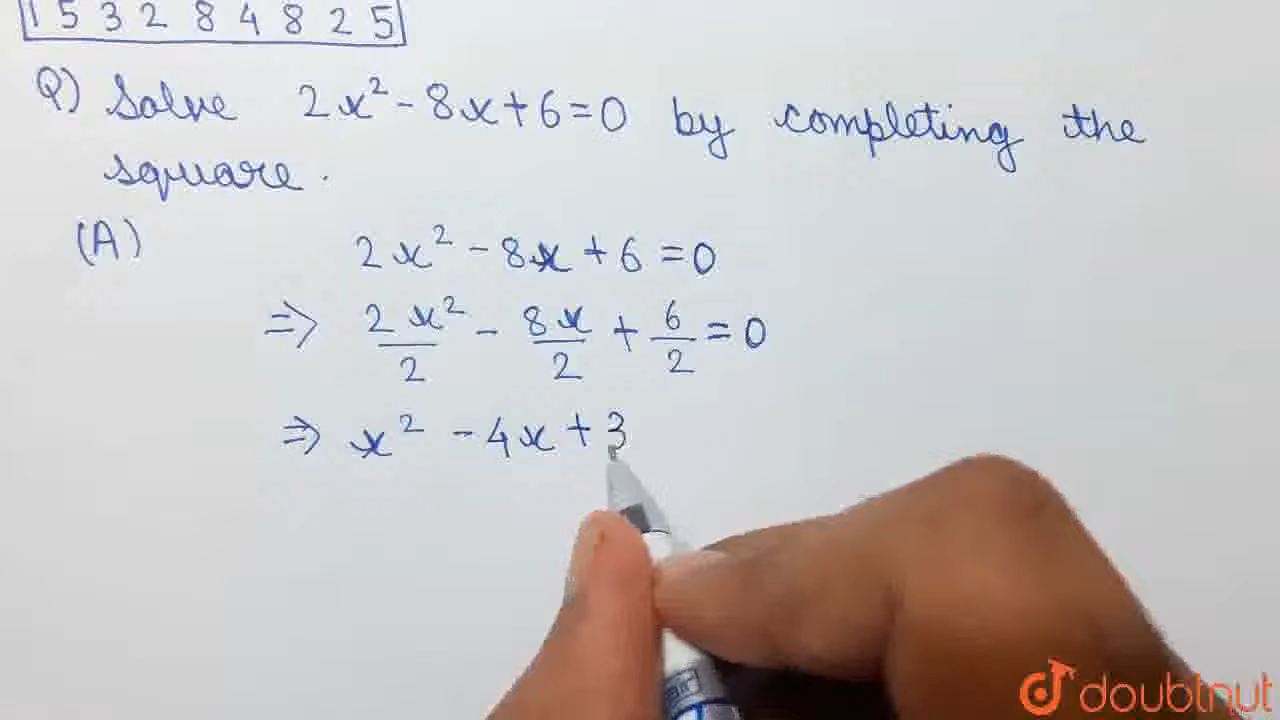 1 5 3 2 8 4 8 2 5
Q) Solve 2x² - 8x + 6 = 0 by completing the
square.
(A) 2x² - 8x + 6 = 0
⇒ 2x²/2 - 8x/2 + 6/2 = 0
⇒ x² - 4x + 3
doubtnut